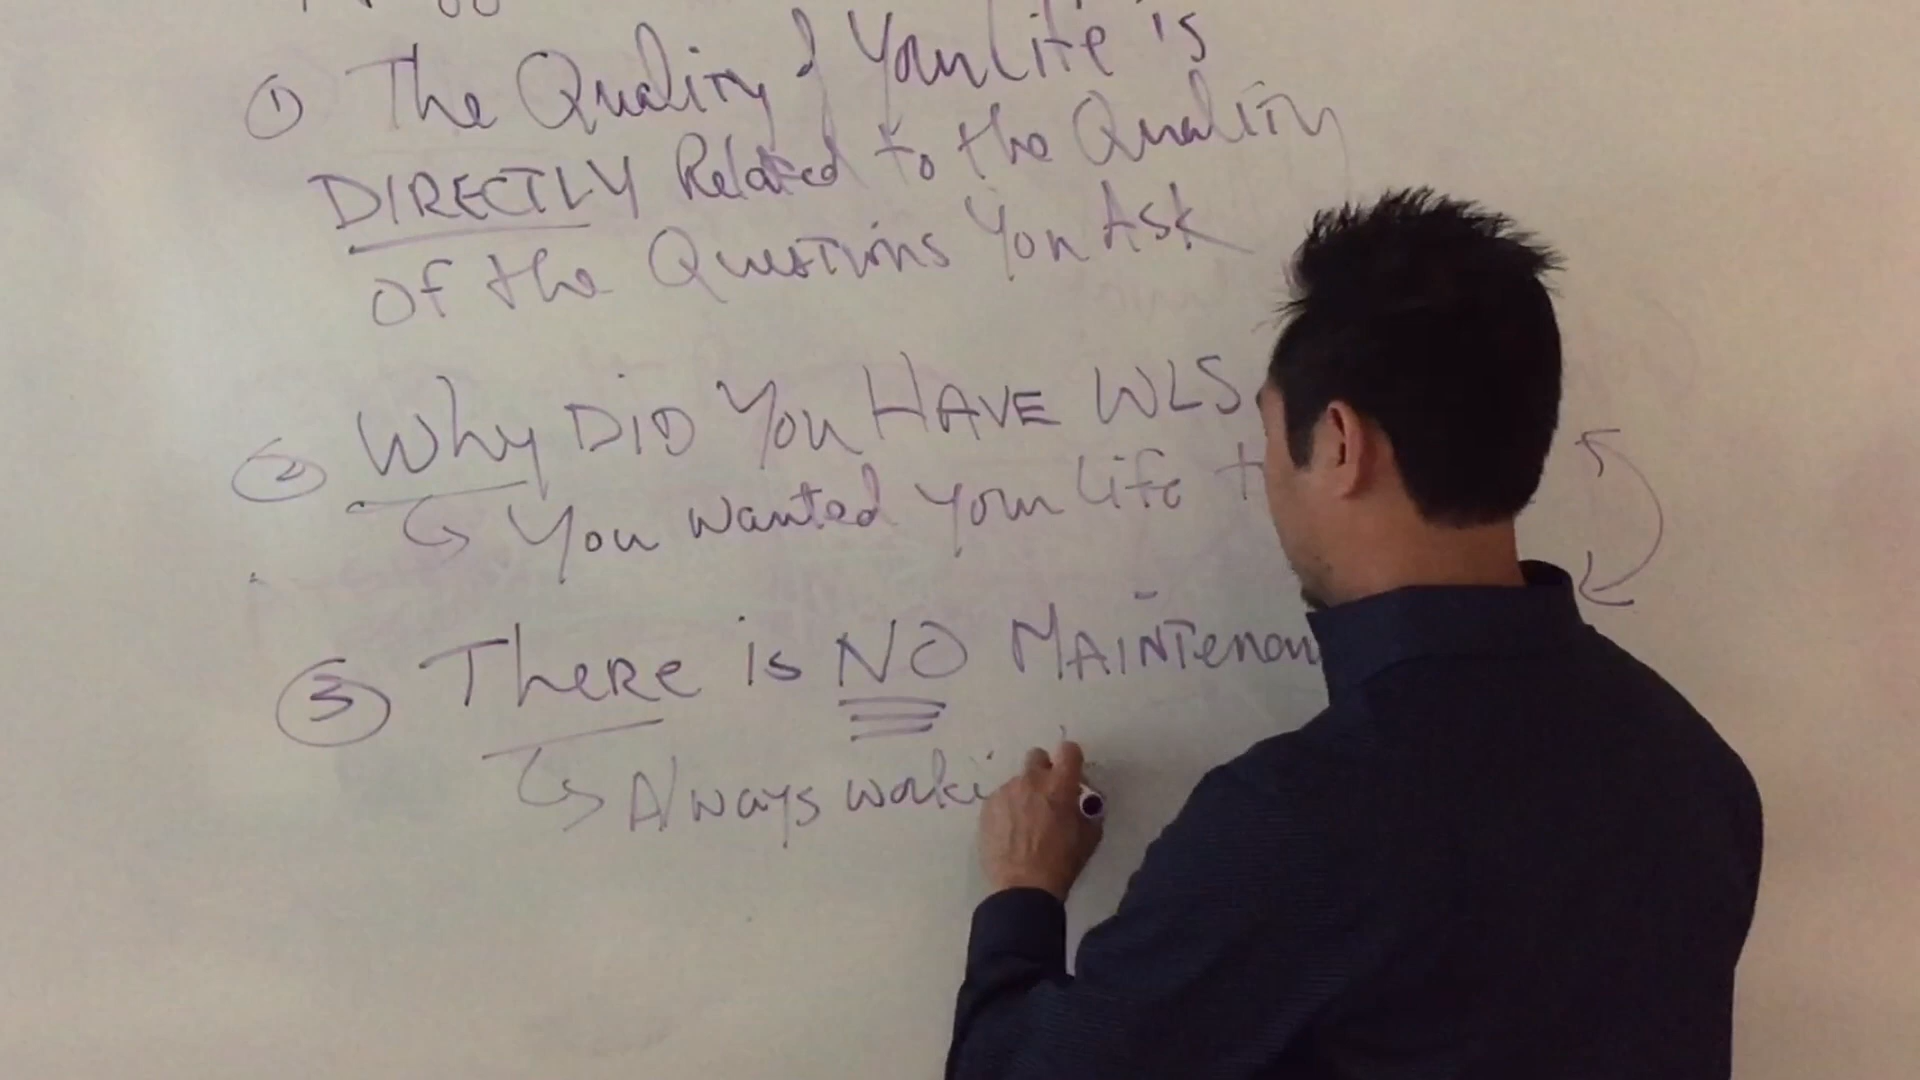 ① The Quality of Your Life is
DIRECTLY Related to the Quality
Of the Questions You Ask
② Why DID You HAVE WLS
You wanted your life
③ There is NO MAINTenan
Always worki